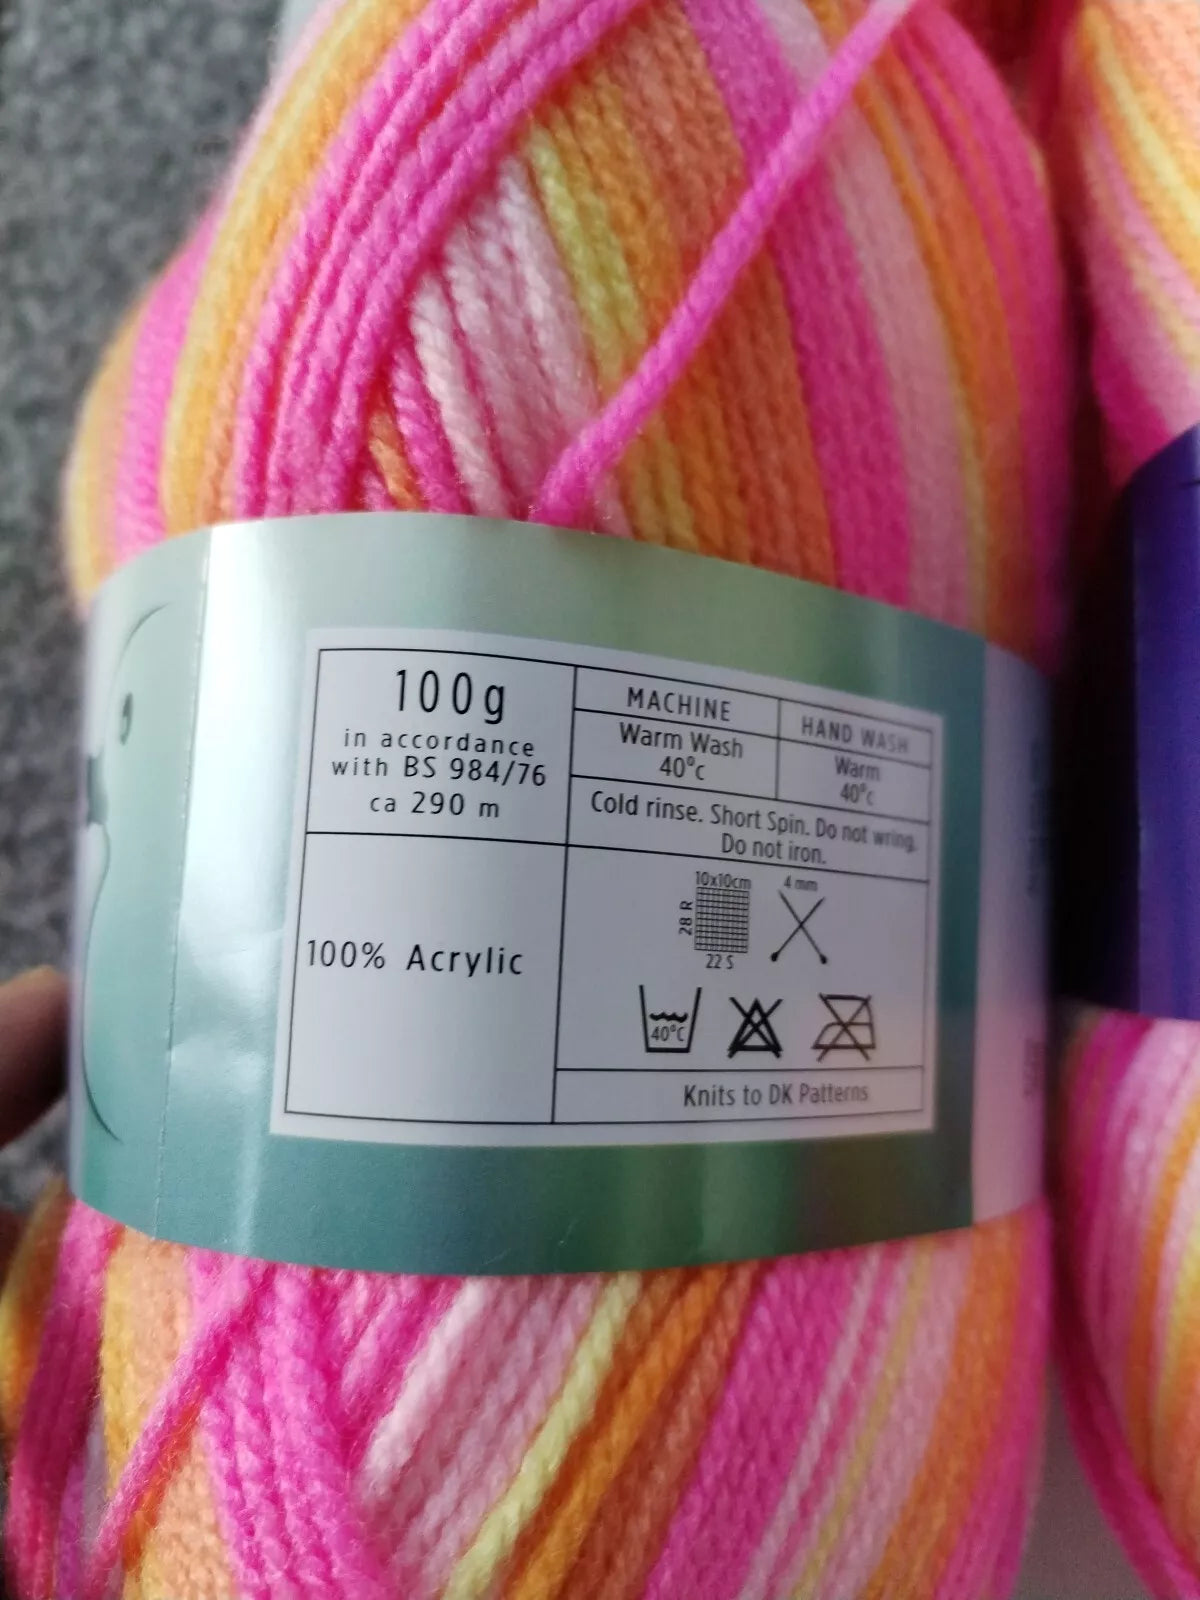 100g
in accordance
with BS 984/76
ca 290 m
100% Acrylic
MACHINE
Warm Wash
40°c
HAND WASH
Warm
40°c
Cold rinse. Short Spin. Do not wring.
Do not iron.
10x10cm
28 R
22 S
4 mm
40°C
Knits to DK Patterns